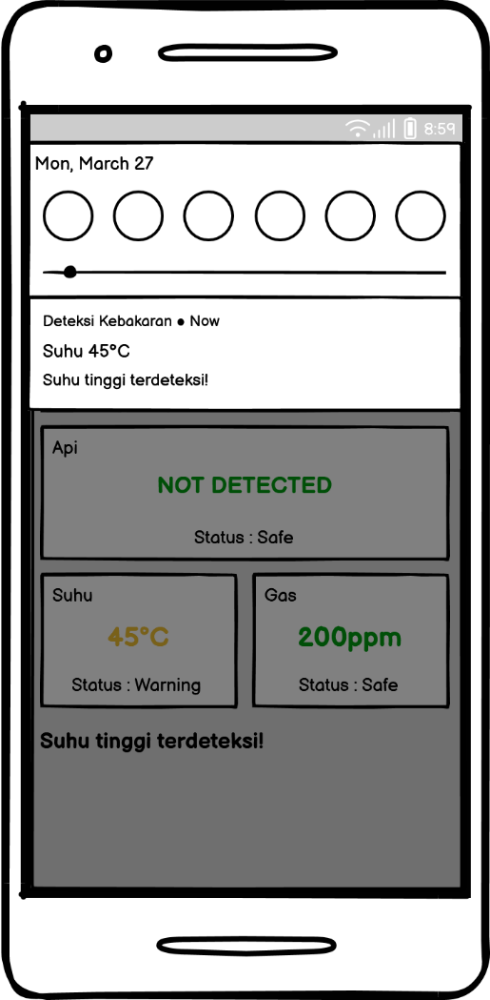 8:59
Mon, March 27
Deteksi Kebakaran ● Now
Suhu 45°C
Suhu tinggi terdeteksi!
Api
NOT DETECTED
Status : Safe
Suhu
45°C
Status : Warning
Gas
200ppm
Status : Safe
Suhu tinggi terdeteksi!